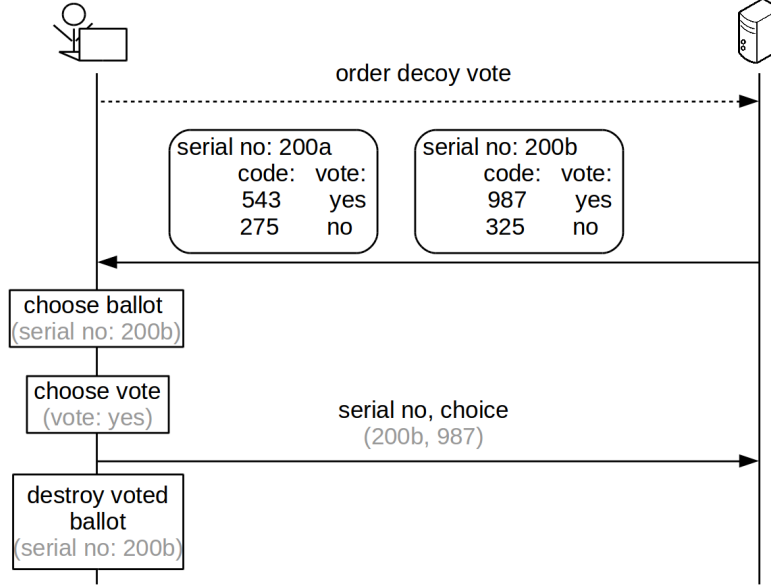 order decoy vote
serial no: 200a
code: vote:
543 yes
275 no
serial no: 200b
code: vote:
987 yes
325 no
choose ballot
(serial no: 200b)
choose vote
(vote: yes)
serial no, choice
(200b, 987)
destroy voted
ballot
(serial no: 200b)